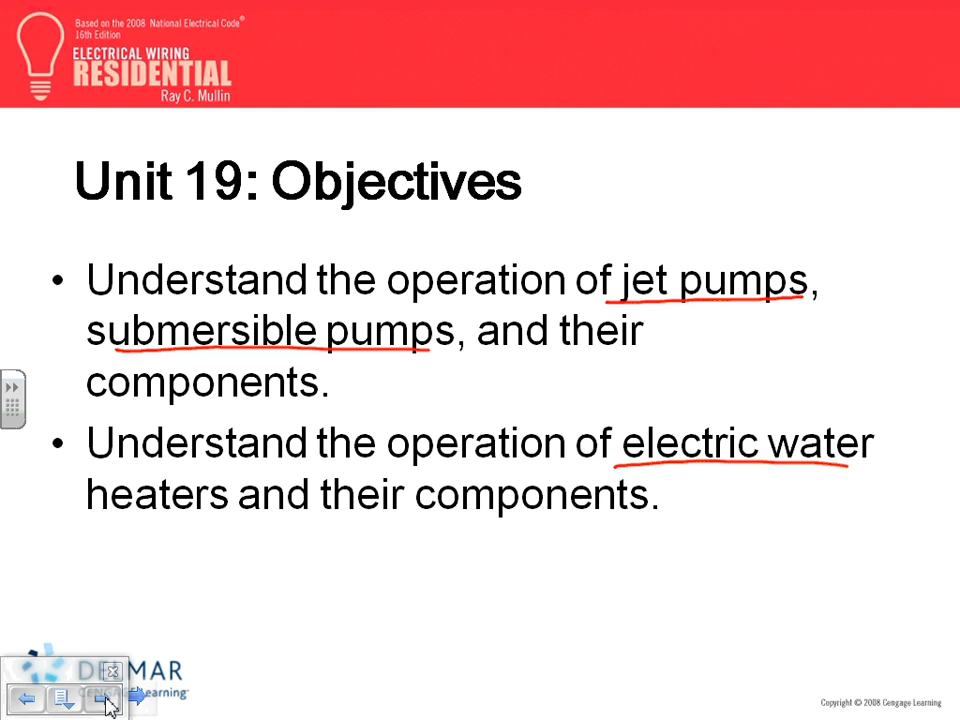 Based on the 2008 National Electrical Code®
16th Edition
ELECTRICAL WIRING
RESIDENTIAL
Ray C. Mullin
Unit 19: Objectives
• Understand the operation of jet pumps,
submersible pumps, and their
components.
• Understand the operation of electric water
heaters and their components.
DELMAR
CENGAGE Learning™
Copyright © 2008 Cengage Learning